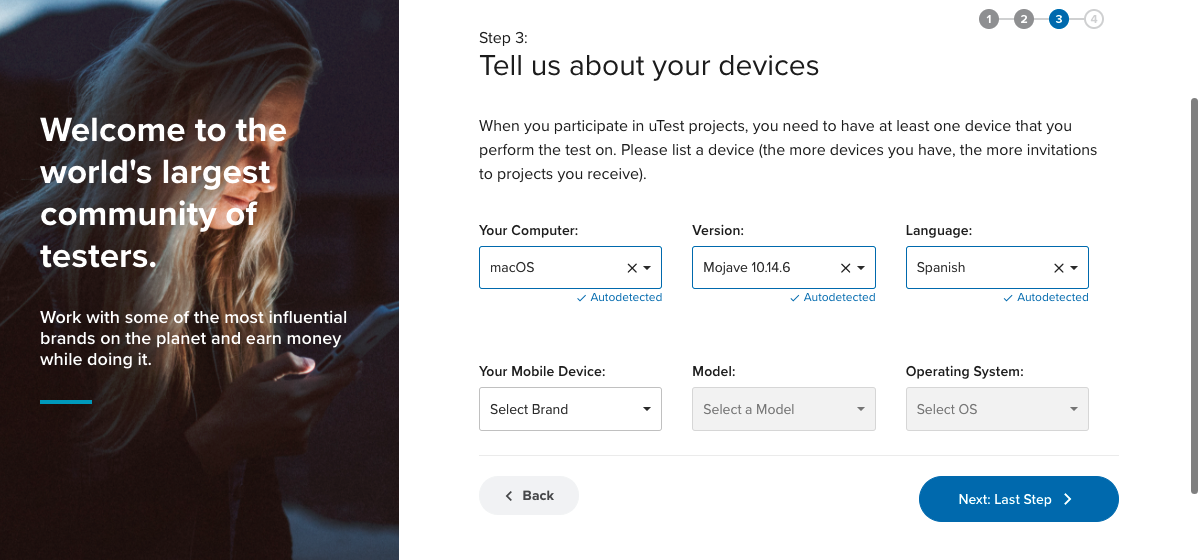 Welcome to the
world's largest
community of
testers.
Work with some of the most influential
brands on the planet and earn money
while doing it.
1 2 3 4
Step 3:
Tell us about your devices
When you participate in uTest projects, you need to have at least one device that you
perform the test on. Please list a device (the more devices you have, the more invitations
to projects you receive).
Your Computer: Version: Language:
macOS Mojave 10.14.6 Spanish
Autodetected Autodetected Autodetected
Your Mobile Device: Model: Operating System:
Select Brand Select a Model Select OS
Back Next: Last Step